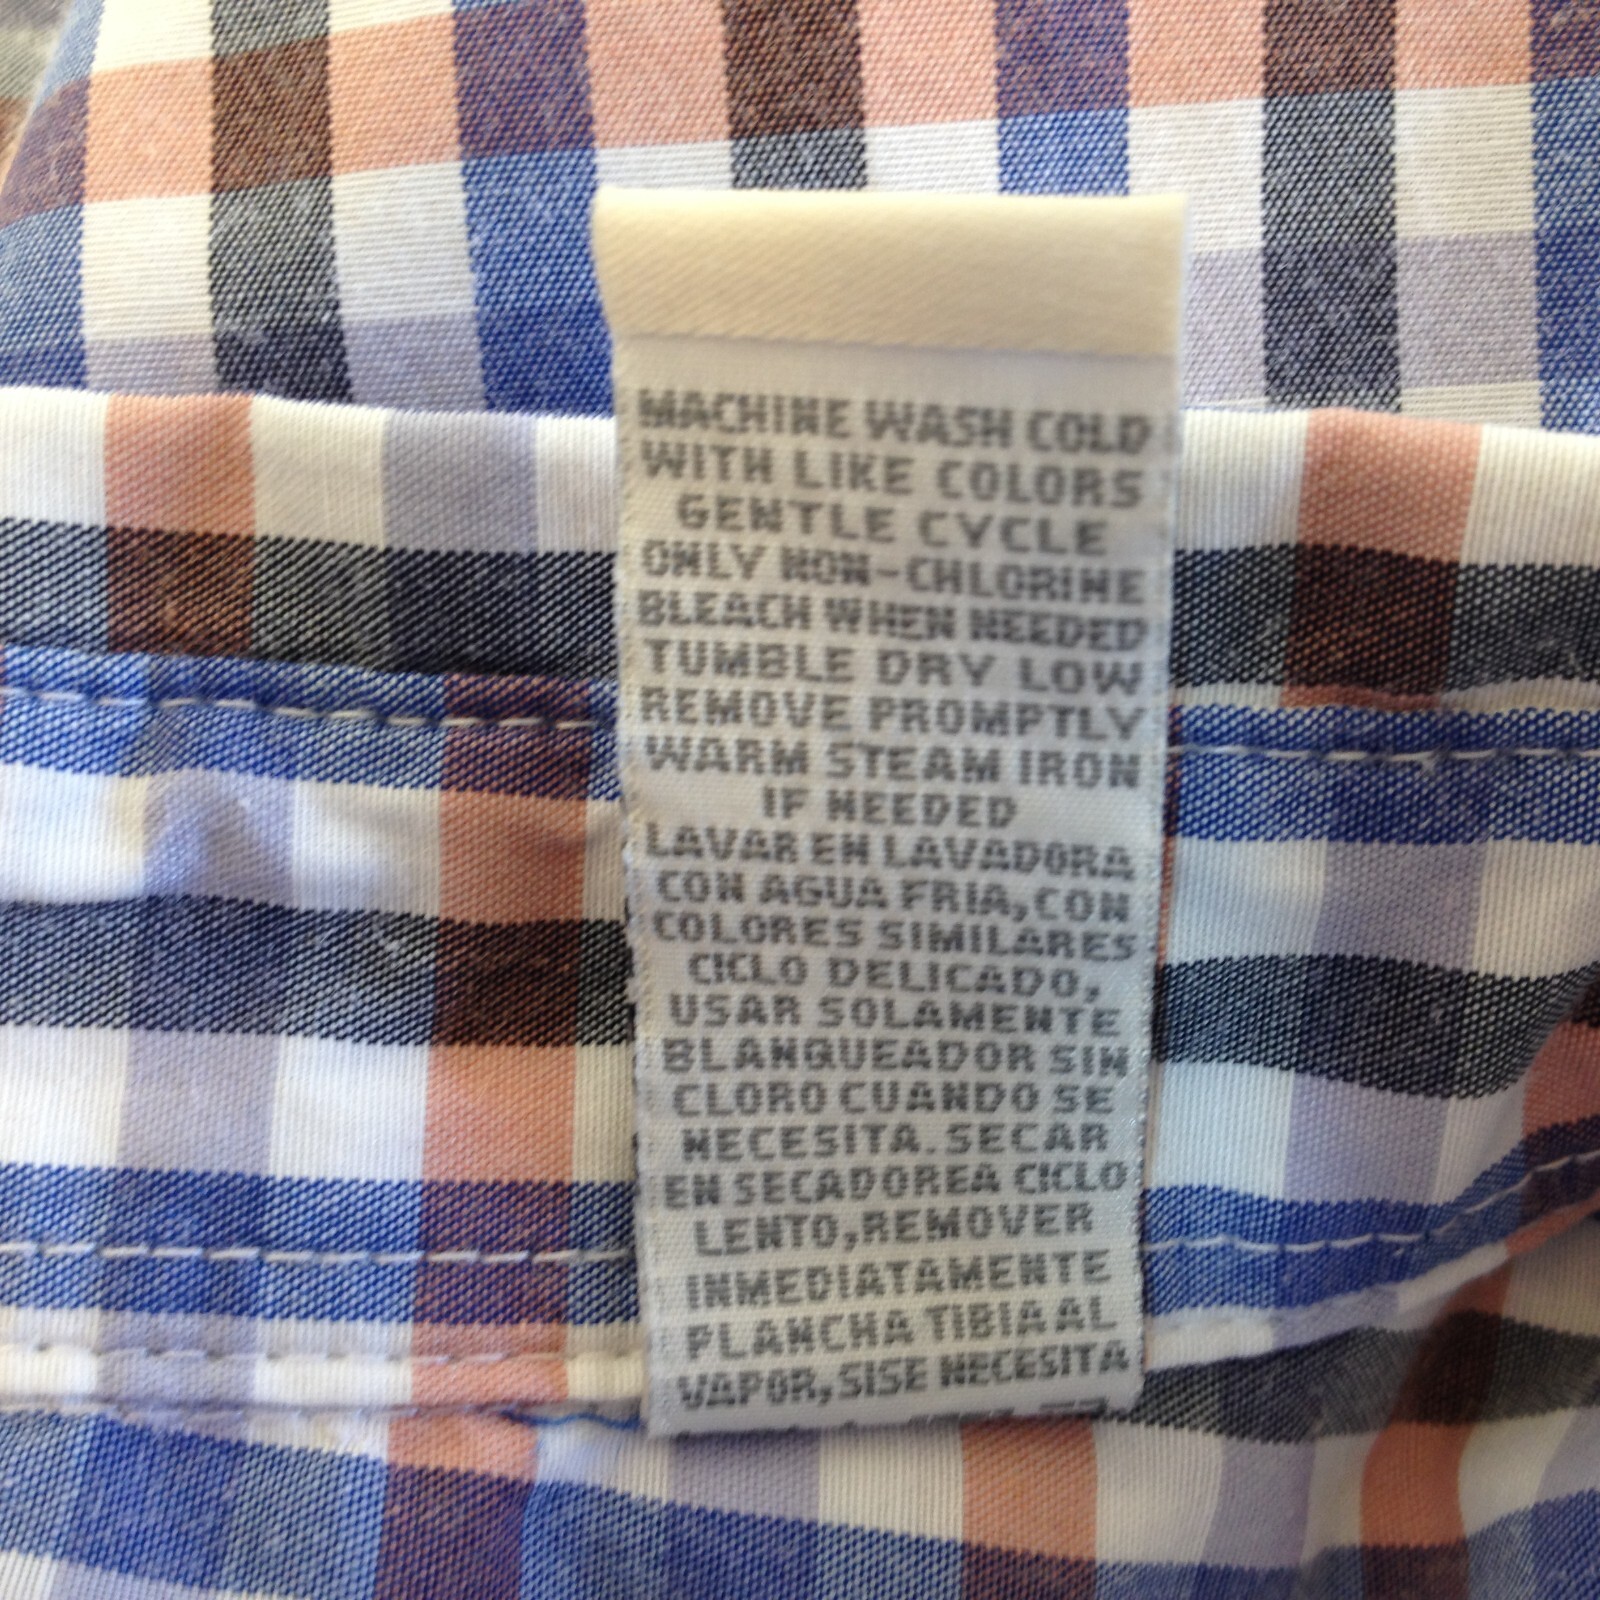 MACHINE WASH COLD
WITH LIKE COLORS
GENTLE CYCLE
ONLY NON-CHLORINE
BLEACH WHEN NEEDED
TUMBLE DRY LOW
REMOVE PROMPTLY
WARM STEAM IRON
IF NEEDED
LAVAR EN LAVADORA
CON AGUA FRIA, CON
COLORES SIMILARES
CICLO DELICADO,
USAR SOLAMENTE
BLANQUEADOR SIN
CLORO CUANDO SE
NECESITA. SECAR
EN SECADOREA CICLO
LENTO, REMOVER
INMEDIATAMENTE
PLANCHA TIBIA AL
VAPOR, SISE NECESITA